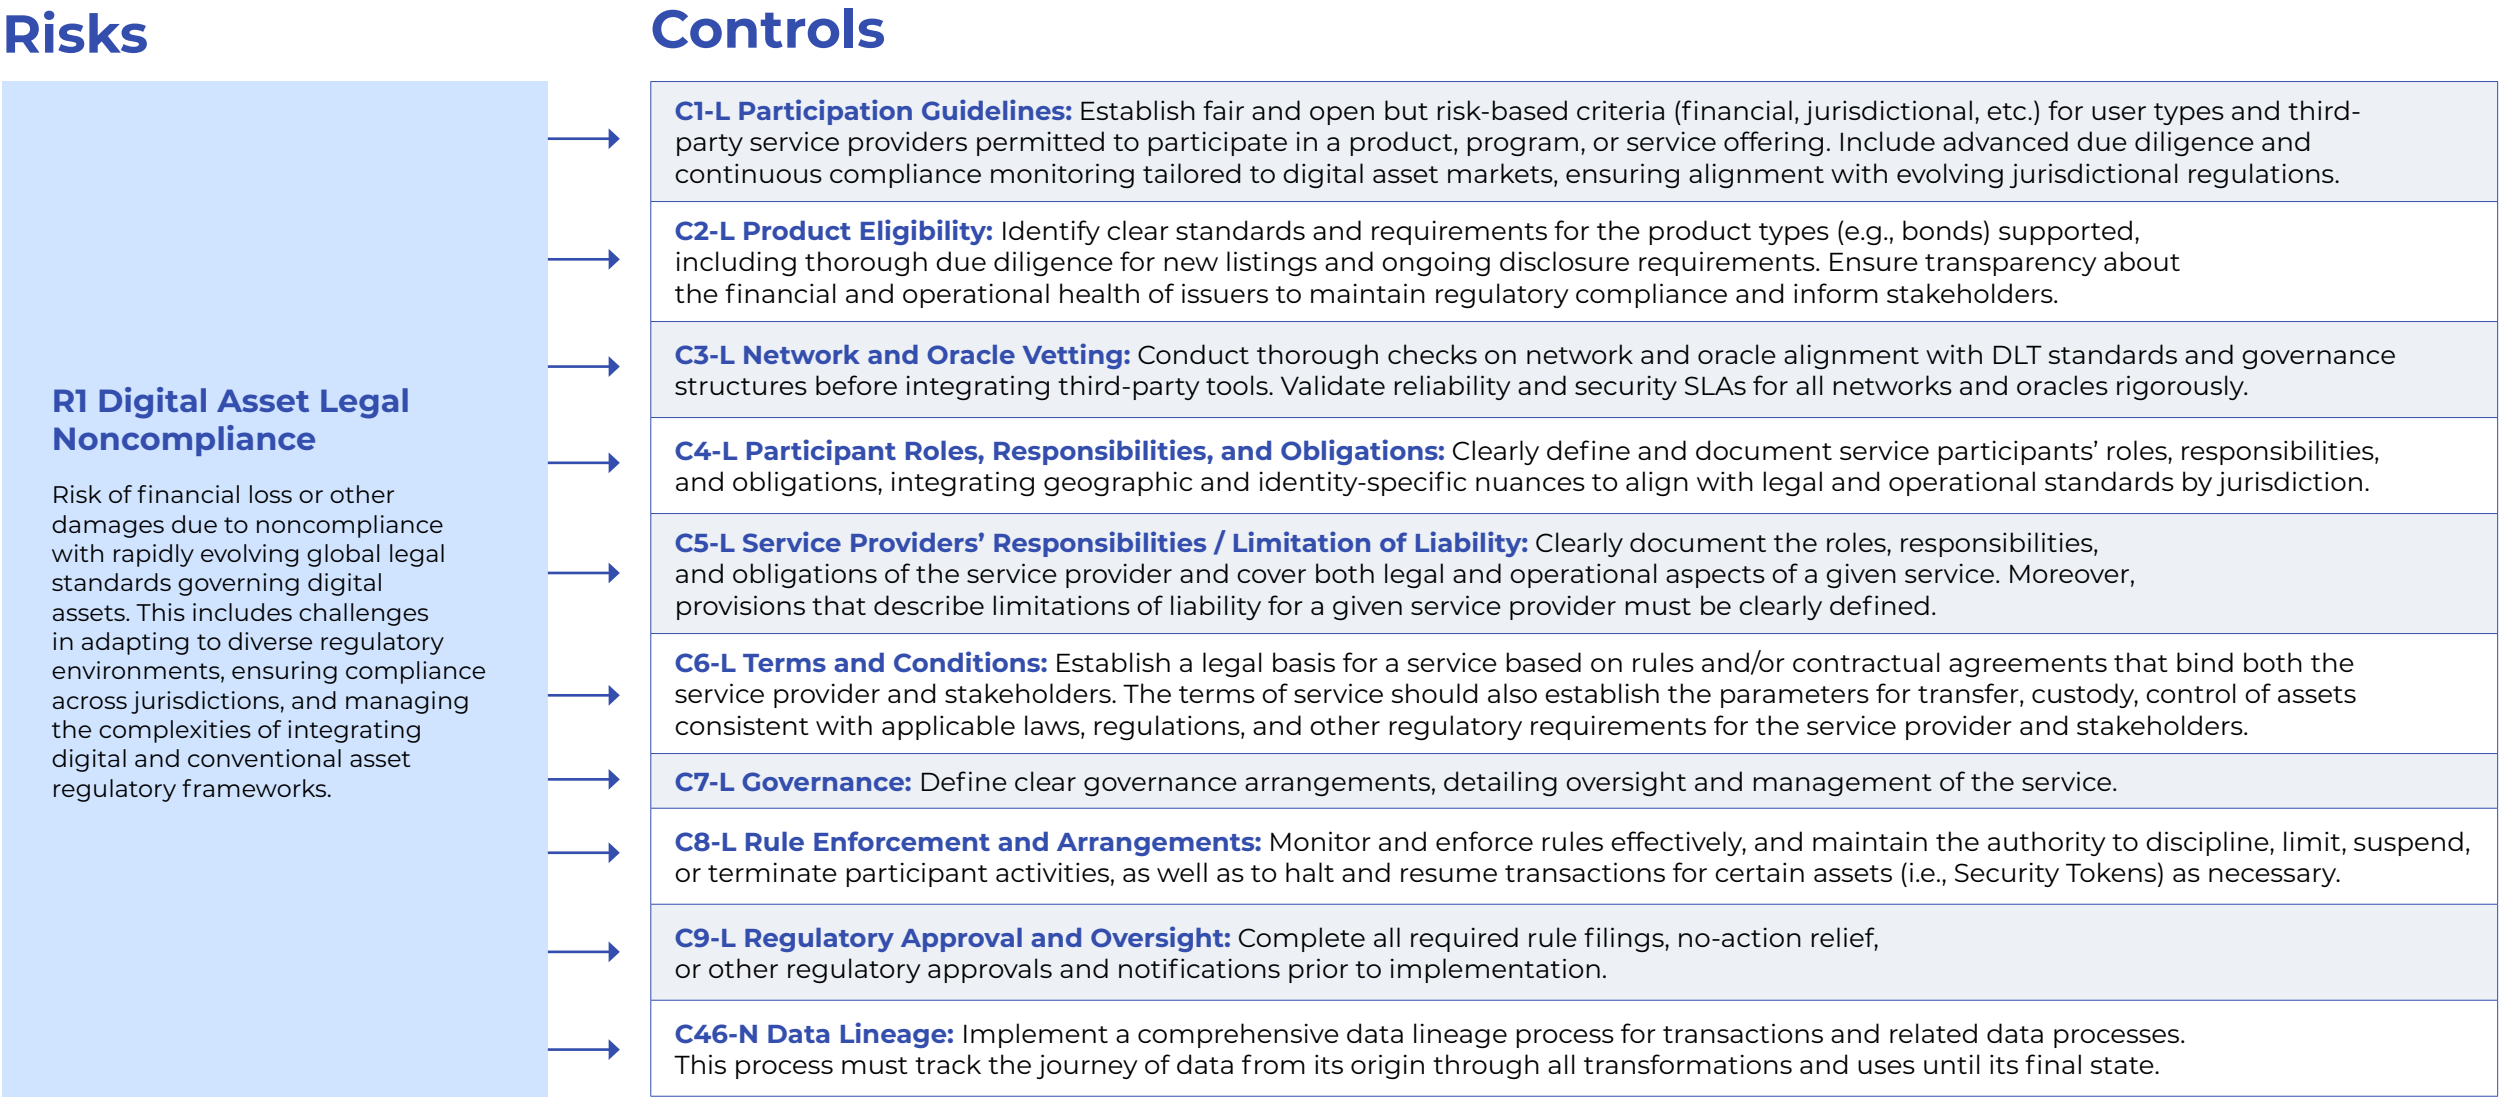 Risks
Controls
R1 Digital Asset Legal
Noncompliance
Risk of financial loss or other
damages due to noncompliance
with rapidly evolving global legal
standards governing digital
assets. This includes challenges
in adapting to diverse regulatory
environments, ensuring compliance
across jurisdictions, and managing
the complexities of integrating
digital and conventional asset
regulatory frameworks.
C1-L Participation Guidelines: Establish fair and open but risk-based criteria (financial, jurisdictional, etc.) for user types and third-
party service providers permitted to participate in a product, program, or service offering. Include advanced due diligence and
continuous compliance monitoring tailored to digital asset markets, ensuring alignment with evolving jurisdictional regulations.
C2-L Product Eligibility: Identify clear standards and requirements for the product types (e.g., bonds) supported,
including thorough due diligence for new listings and ongoing disclosure requirements. Ensure transparency about
the financial and operational health of issuers to maintain regulatory compliance and inform stakeholders.
C3-L Network and Oracle Vetting: Conduct thorough checks on network and oracle alignment with DLT standards and governance
structures before integrating third-party tools. Validate reliability and security SLAs for all networks and oracles rigorously.
C4-L Participant Roles, Responsibilities, and Obligations: Clearly define and document service participants’ roles, responsibilities,
and obligations, integrating geographic and identity-specific nuances to align with legal and operational standards by jurisdiction.
C5-L Service Providers’ Responsibilities / Limitation of Liability: Clearly document the roles, responsibilities,
and obligations of the service provider and cover both legal and operational aspects of a given service. Moreover,
provisions that describe limitations of liability for a given service provider must be clearly defined.
C6-L Terms and Conditions: Establish a legal basis for a service based on rules and/or contractual agreements that bind both the
service provider and stakeholders. The terms of service should also establish the parameters for transfer, custody, control of assets
consistent with applicable laws, regulations, and other regulatory requirements for the service provider and stakeholders.
C7-L Governance: Define clear governance arrangements, detailing oversight and management of the service.
C8-L Rule Enforcement and Arrangements: Monitor and enforce rules effectively, and maintain the authority to discipline, limit, suspend,
or terminate participant activities, as well as to halt and resume transactions for certain assets (i.e., Security Tokens) as necessary.
C9-L Regulatory Approval and Oversight: Complete all required rule filings, no-action relief,
or other regulatory approvals and notifications prior to implementation.
C46-N Data Lineage: Implement a comprehensive data lineage process for transactions and related data processes.
This process must track the journey of data from its origin through all transformations and uses until its final state.